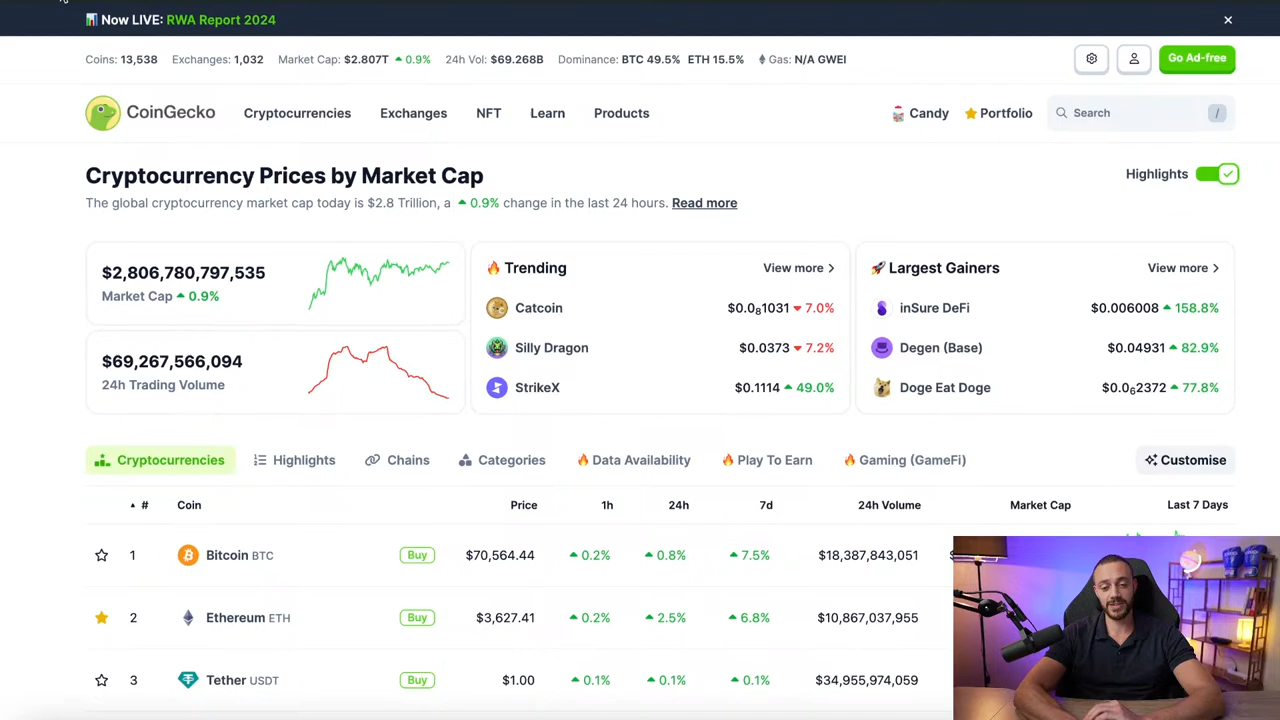 Now LIVE: RWA Report 2024
Coins: 13,538 Exchanges: 1,032 Market Cap: $2.807T 0.9% 24h Vol: $69.268B Dominance: BTC 49.5% ETH 15.5% Gas: N/A GWEI
Go Ad-free
CoinGecko Cryptocurrencies Exchanges NFT Learn Products Candy Portfolio Search /
Cryptocurrency Prices by Market Cap
Highlights
The global cryptocurrency market cap today is $2.8 Trillion, a 0.9% change in the last 24 hours. Read more
$2,806,780,797,535
Market Cap 0.9%
$69,267,566,094
24h Trading Volume
Trending View more
Catcoin $0.0₈1031 7.0%
Silly Dragon $0.0373 7.2%
StrikeX $0.1114 49.0%
Largest Gainers View more
inSure DeFi $0.006008 158.8%
Degen (Base) $0.04931 82.9%
Doge Eat Doge $0.0₆2372 77.8%
Cryptocurrencies Highlights Chains Categories Data Availability Play To Earn Gaming (GameFi) Customise
# Coin Price 1h 24h 7d 24h Volume Market Cap Last 7 Days
1 Bitcoin BTC Buy $70,564.44 0.2% 0.8% 7.5% $18,387,843,051
2 Ethereum ETH Buy $3,627.41 0.2% 2.5% 6.8% $10,867,037,955
3 Tether USDT Buy $1.00 0.1% 0.1% 0.1% $34,955,974,059